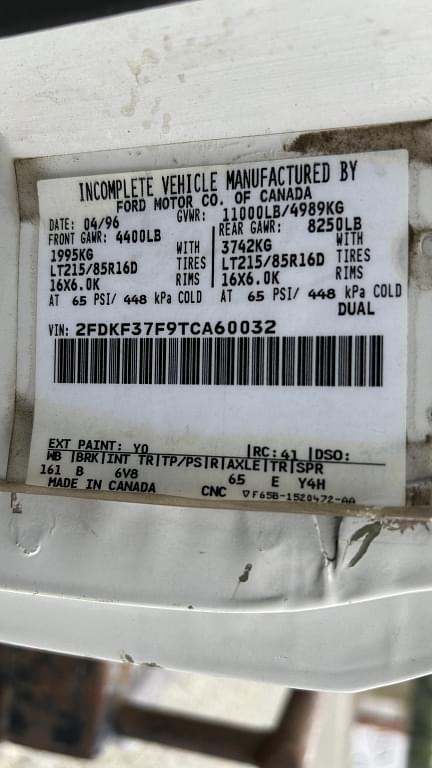 INCOMPLETE VEHICLE MANUFACTURED BY
FORD MOTOR CO. OF CANADA
DATE: 04/96 GVWR: 11000LB/4989KG
FRONT GAWR: 4400LB REAR GAWR: 8250LB
1995KG WITH 3742KG WITH
LT215/85R16D TIRES LT215/85R16D TIRES
16X6.0K RIMS 16X6.0K RIMS
AT 65 PSI/ 448 kPa COLD AT 65 PSI/ 448 kPa COLD
DUAL
VIN: 2FDKF37F9TCA60032
EXT PAINT: YO RC: 41 DSO:
WB BRK INT TR TP/PS R AXLE TR SPR
161 B 6V8 65 E Y4H
MADE IN CANADA CNC ▽F65B-1520472-AA